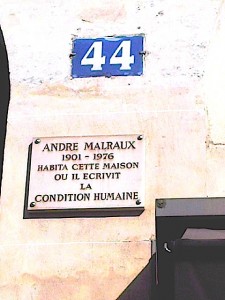 44
ANDRE MALRAUX
1901 - 1976
HABITA CETTE MAISON
OU IL ECRIVIT
LA
CONDITION HUMAINE